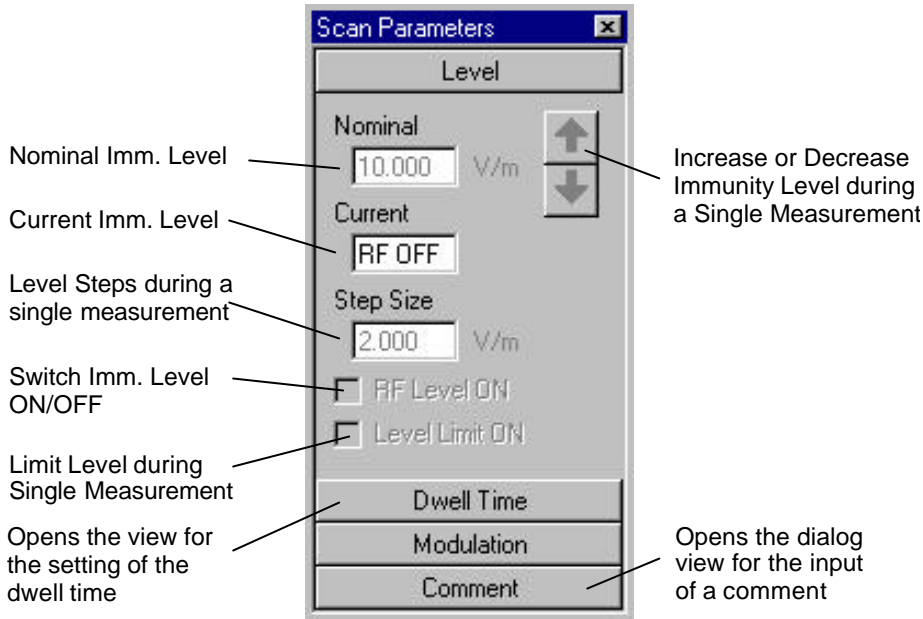 Scan Parameters
Level
Nominal
10.000 V/m
Current
RF OFF
Step Size
2.000 V/m
RF Level ON
Level Limit ON
Dwell Time
Modulation
Comment
Nominal Imm. Level
Current Imm. Level
Level Steps during a
single measurement
Switch Imm. Level
ON/OFF
Limit Level during
Single Measurement
Opens the view for
the setting of the
dwell time
Increase or Decrease
Immunity Level during
a Single Measurement
Opens the dialog
view for the input
of a comment